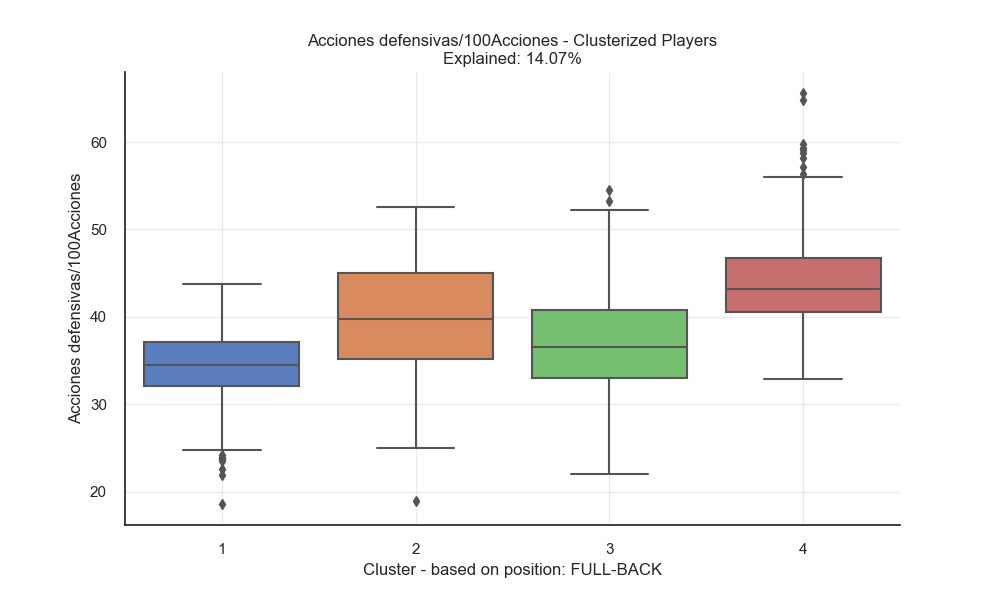 Acciones defensivas/100Acciones - Clusterized Players
Explained: 14.07%
Acciones defensivas/100Acciones
60
50
40
30
20
1 2 3 4
Cluster - based on position: FULL-BACK